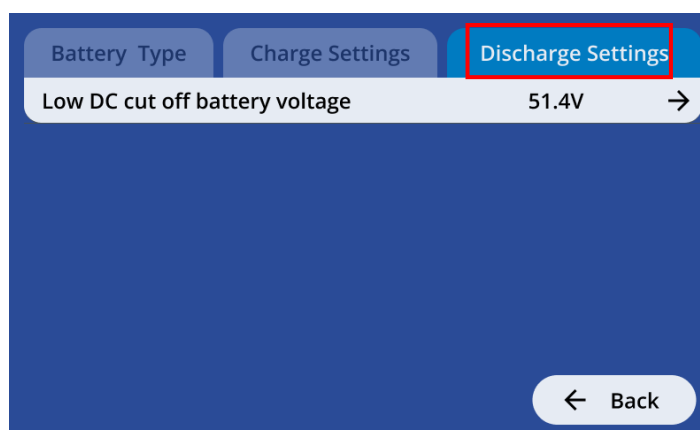 Battery Type Charge Settings Discharge Settings
Low DC cut off battery voltage 51.4V →
← Back